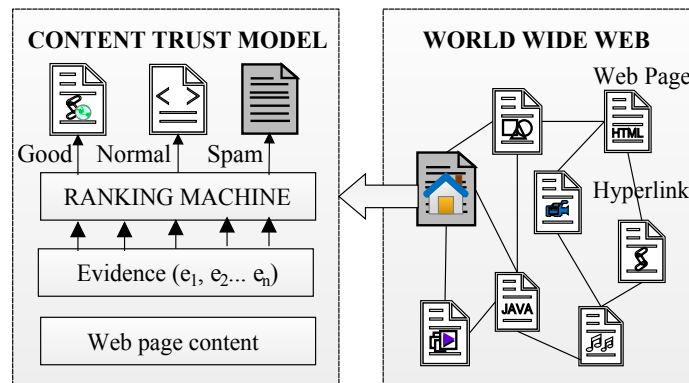 CONTENT TRUST MODEL
Good Normal Spam
RANKING MACHINE
Evidence (e₁, e₂... eₙ)
Web page content
WORLD WIDE WEB
Web Page
HTML
Hyperlink
JAVA